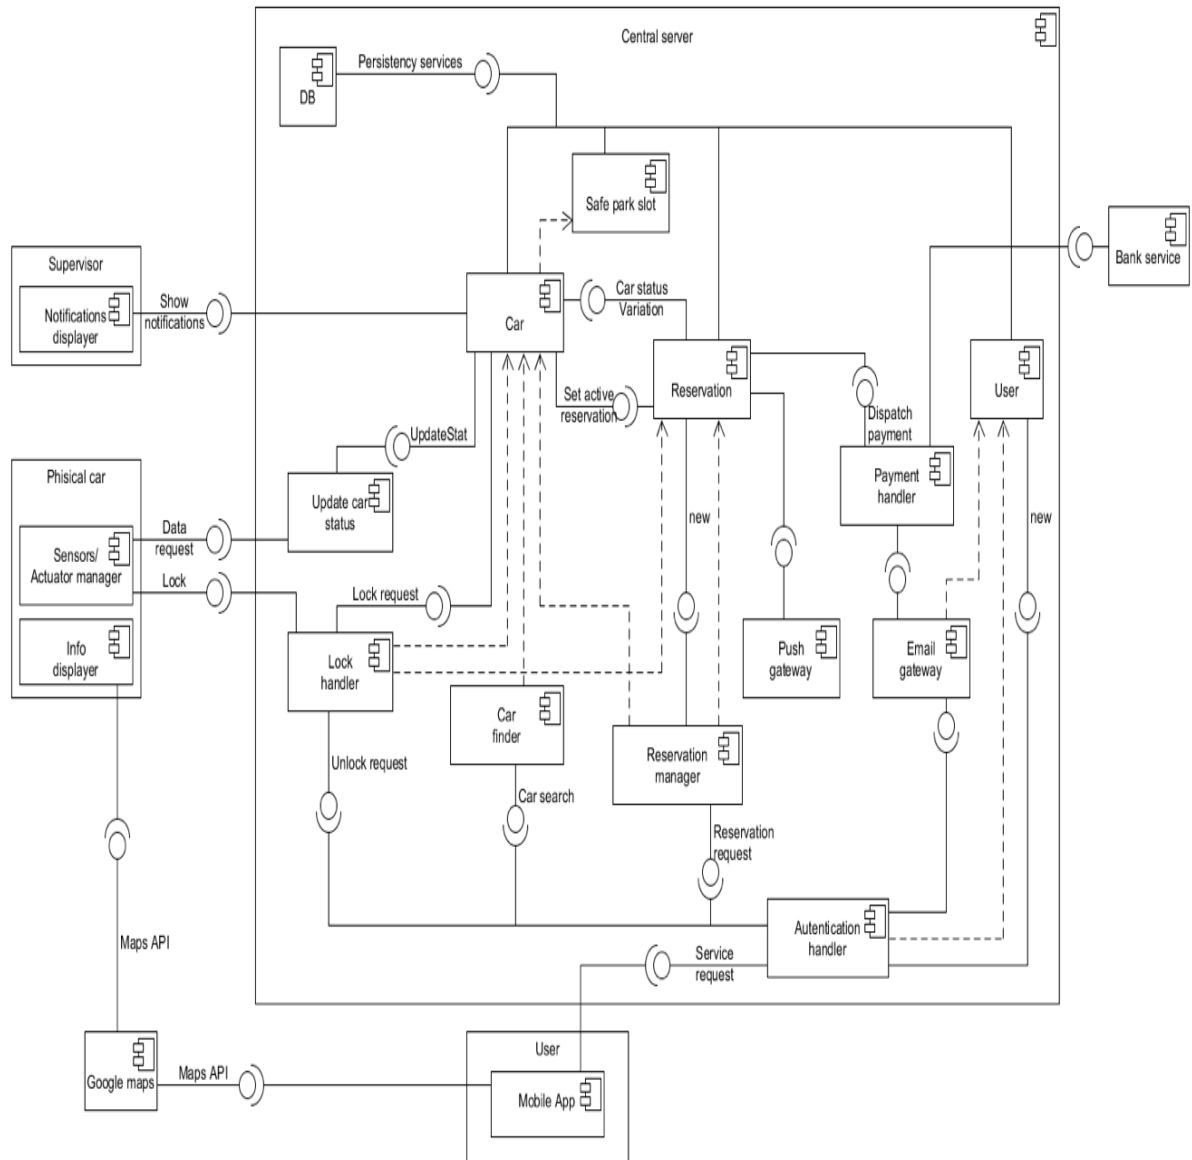 Central server
Persistency services
DB
Safe park slot
Bank service
Supervisor
Notifications
displayer
Show
notifications
Car
Car status
Variation
Reservation
User
Set active
reservation
Dispatch
payment
UpdateStat
Phisical car
Update car
status
Payment
handler
Sensors/
Actuator manager
Data
request
new
new
Lock
Lock request
Info
displayer
Lock
handler
Push
gateway
Email
gateway
Car
finder
Reservation
manager
Unlock request
Car search
Reservation
request
Autentication
handler
Maps API
Service
request
Google maps
Maps API
User
Mobile App